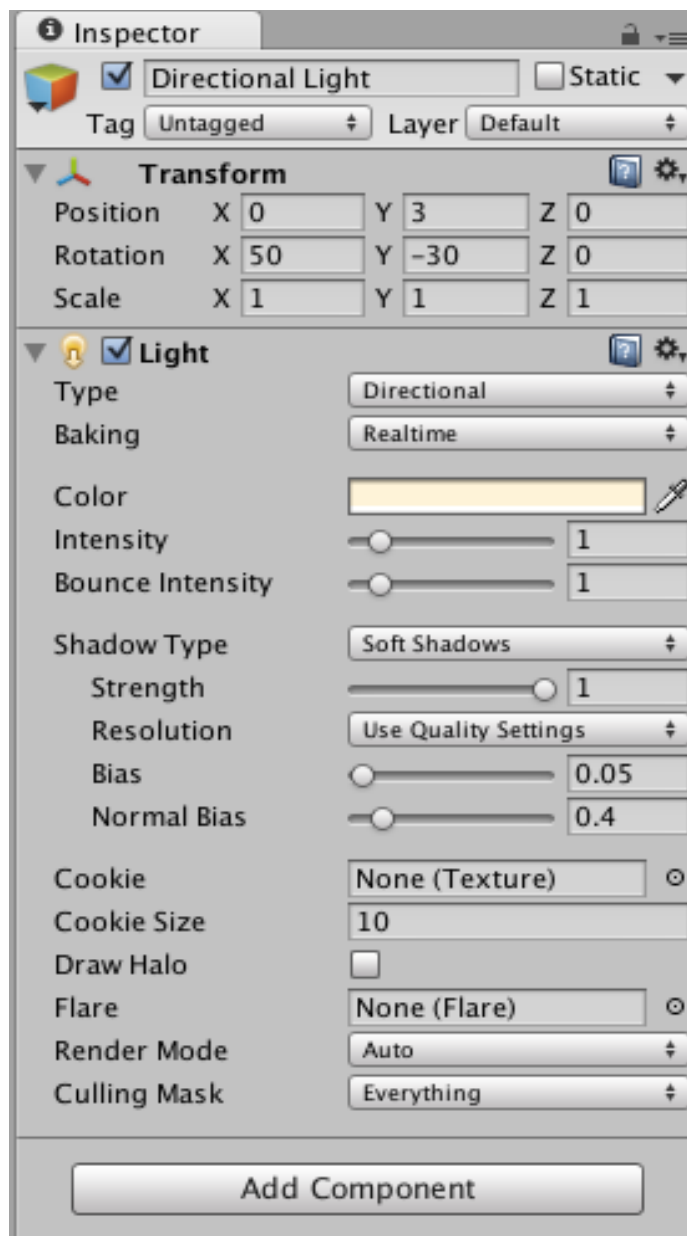 Inspector
Directional Light Static
Tag Untagged Layer Default
Transform
Position X 0 Y 3 Z 0
Rotation X 50 Y -30 Z 0
Scale X 1 Y 1 Z 1
Light
Type Directional
Baking Realtime
Color
Intensity 1
Bounce Intensity 1
Shadow Type Soft Shadows
Strength 1
Resolution Use Quality Settings
Bias 0.05
Normal Bias 0.4
Cookie None (Texture)
Cookie Size 10
Draw Halo
Flare None (Flare)
Render Mode Auto
Culling Mask Everything
Add Component